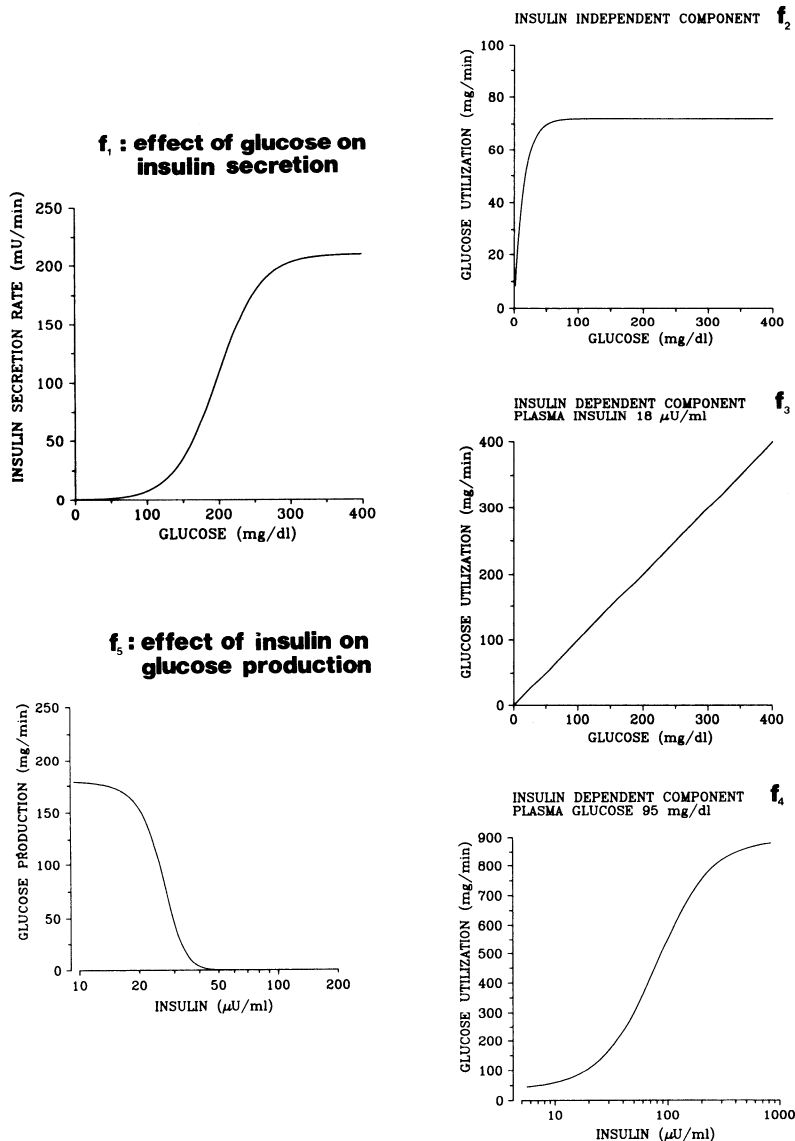 f₁ : effect of glucose on
insulin secretion
INSULIN SECRETION RATE (mU/min)
250
200
150
100
50
0
0 100 200 300 400
GLUCOSE (mg/dl)
f₅ : effect of insulin on
glucose production
GLUCOSE PRODUCTION (mg/min)
250
200
150
100
50
0
10 20 50 100 200
INSULIN (μU/ml)
INSULIN INDEPENDENT COMPONENT f₂
GLUCOSE UTILIZATION (mg/min)
100
80
60
40
20
0
0 100 200 300 400
GLUCOSE (mg/dl)
INSULIN DEPENDENT COMPONENT f₃
PLASMA INSULIN 18 μU/ml
GLUCOSE UTILIZATION (mg/min)
400
300
200
100
0
0 100 200 300 400
GLUCOSE (mg/dl)
INSULIN DEPENDENT COMPONENT f₄
PLASMA GLUCOSE 95 mg/dl
GLUCOSE UTILIZATION (mg/min)
900
800
700
600
500
400
300
200
100
0
10 100 1000
INSULIN (μU/ml)